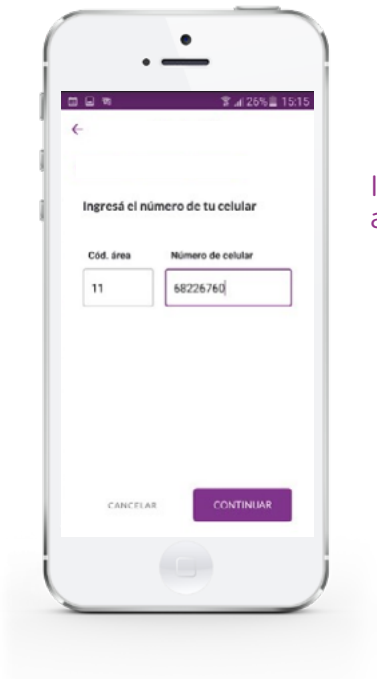 26% 15:15
Ingresá el número de tu celular
Cód. área Número de celular
11 68226760
CANCELAR CONTINUAR